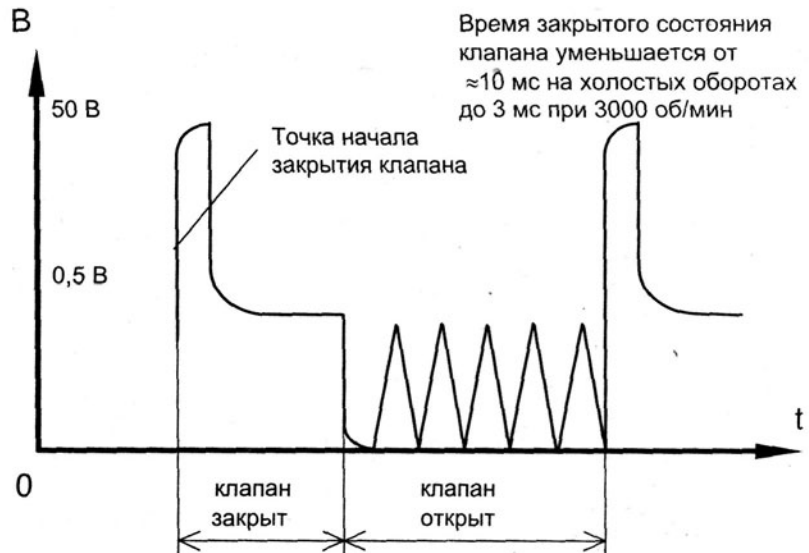 В
Время закрытого состояния
клапана уменьшается от
≈10 мс на холостых оборотах
до 3 мс при 3000 об/мин
50 В
Точка начала
закрытия клапана
0,5 В
t
0
клапан
закрыт
клапан
открыт